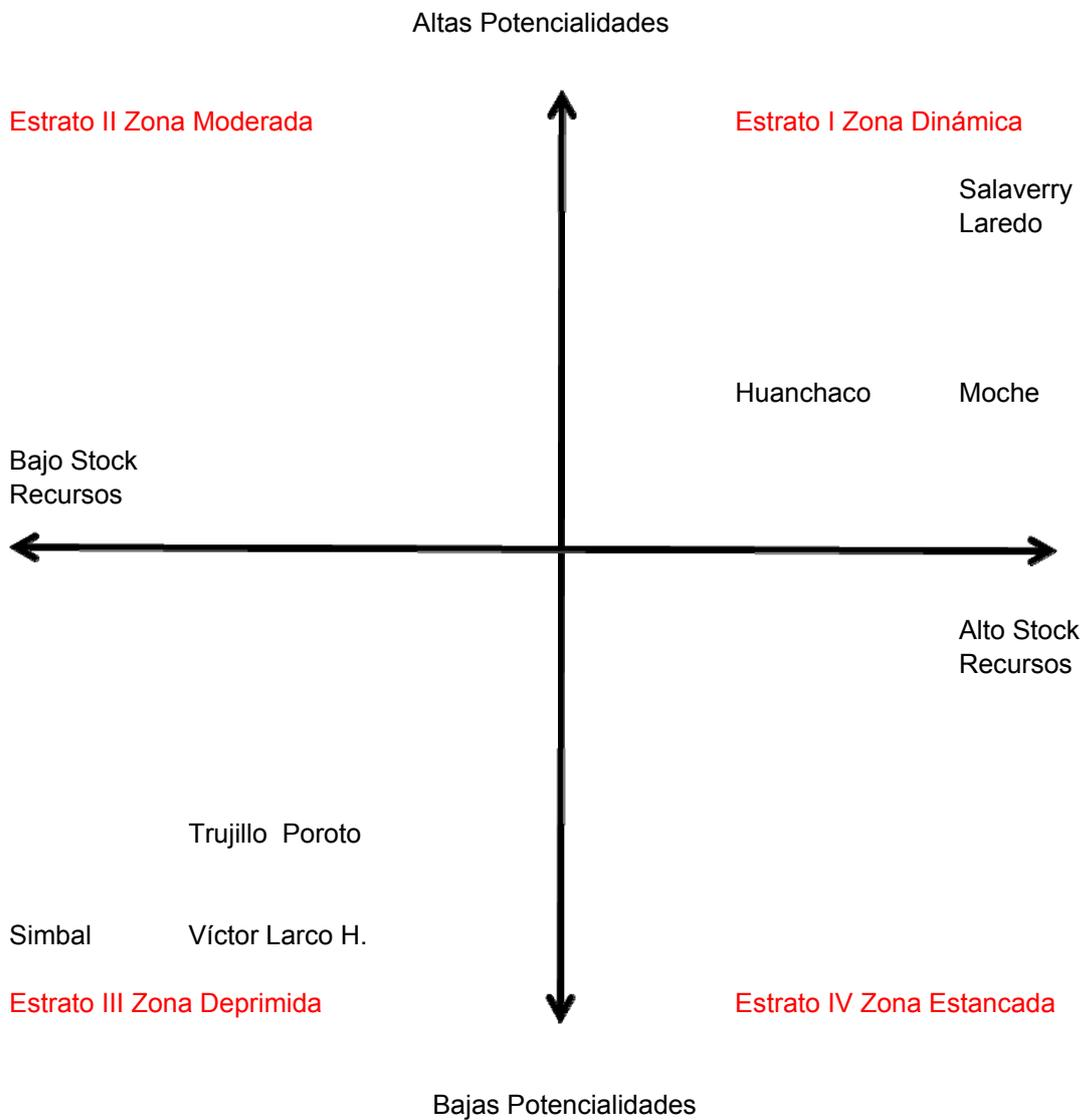 Altas Potencialidades
Estrato II Zona Moderada
Estrato I Zona Dinámica
Salaverry
Laredo
Huanchaco
Moche
Bajo Stock
Recursos
Alto Stock
Recursos
Trujillo Poroto
Simbal
Víctor Larco H.
Estrato III Zona Deprimida
Estrato IV Zona Estancada
Bajas Potencialidades